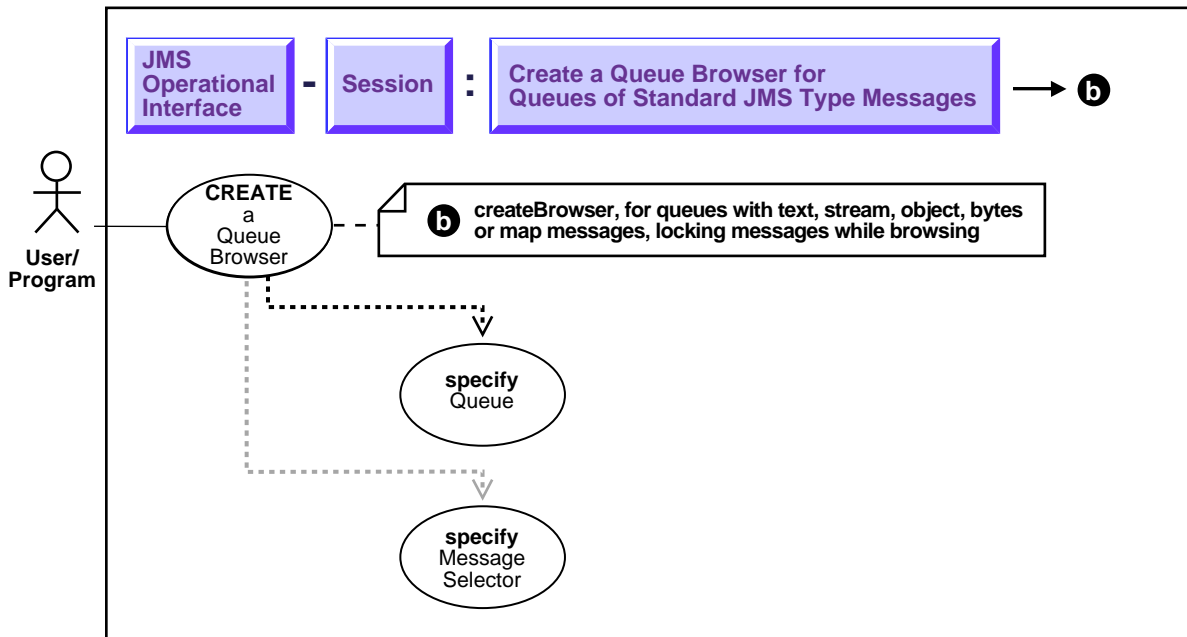 JMS
Operational
Interface
-
Session
:
Create a Queue Browser for
Queues of Standard JMS Type Messages
b
User/
Program
CREATE
a
Queue
Browser
b
createBrowser, for queues with text, stream, object, bytes
or map messages, locking messages while browsing
specify
Queue
specify
Message
Selector